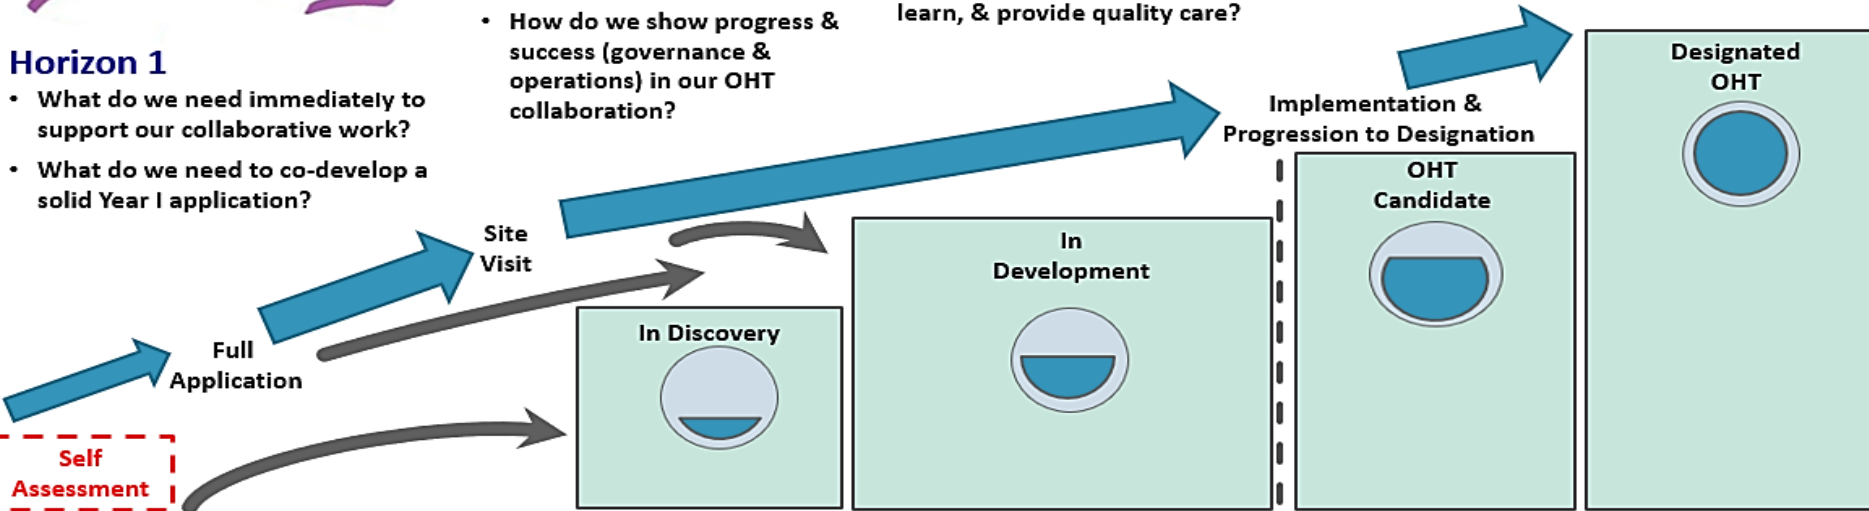 Horizon 1
• What do we need immediately to
support our collaborative work?
• What do we need to co-develop a
solid Year I application?
• How do we show progress &
success (governance &
operations) in our OHT
collaboration?
learn, & provide quality care?
Self
Assessment
Full
Application
Site
Visit
In Discovery
In
Development
Implementation &
Progression to Designation
OHT
Candidate
Designated
OHT